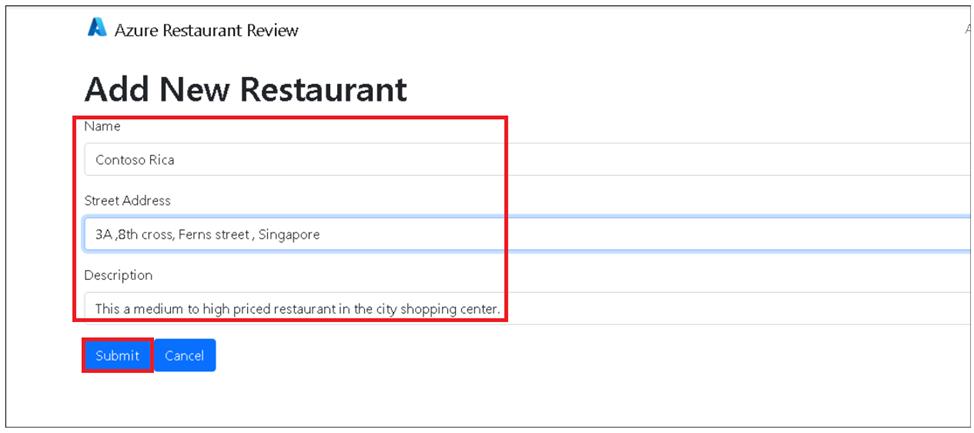 Azure Restaurant Review
Add New Restaurant
Name
Contoso Rica
Street Address
3A ,8th cross, Ferns street , Singapore
Description
This a medium to high priced restaurant in the city shopping center.
Submit Cancel